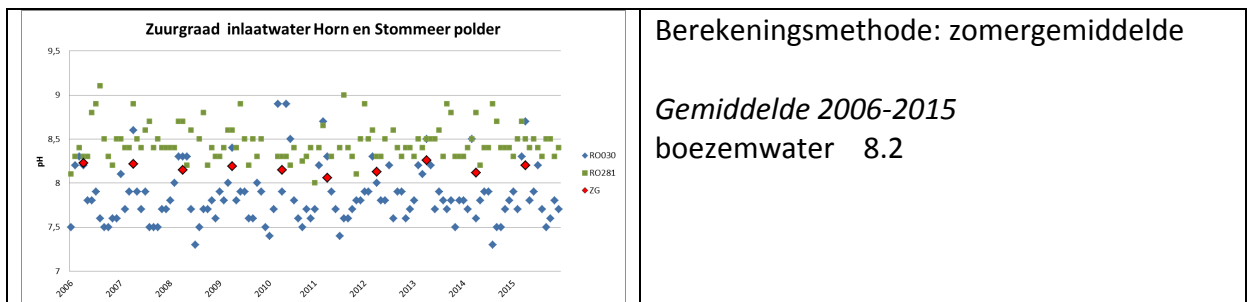 Zuurgraad inlaatwater Horn en Stommeer polder
9,5
9
8,5
8
7,5
7
pH
2006
2007
2008
2009
2010
2011
2012
2013
2014
2015
RO030
RO281
ZG
Berekeningsmethode: zomergemiddelde
Gemiddelde 2006-2015
boezemwater 8.2